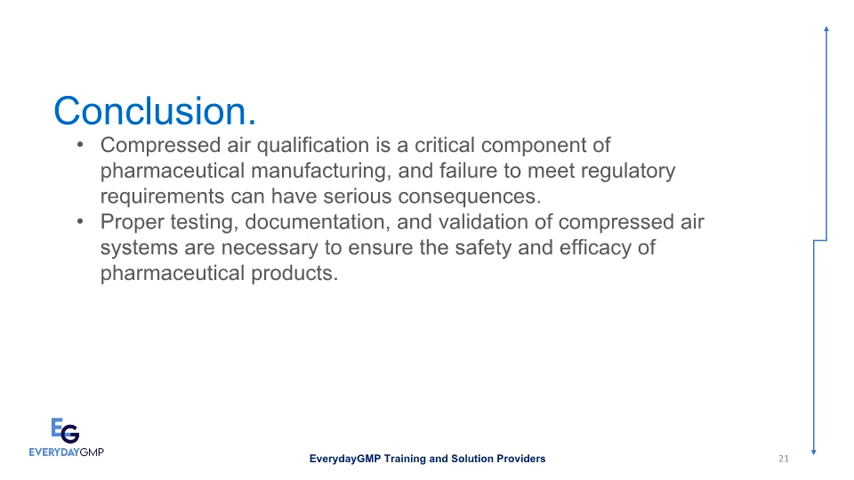 Conclusion.
• Compressed air qualification is a critical component of
pharmaceutical manufacturing, and failure to meet regulatory
requirements can have serious consequences.
• Proper testing, documentation, and validation of compressed air
systems are necessary to ensure the safety and efficacy of
pharmaceutical products.
EG
EVERYDAYGMP
EverydayGMP Training and Solution Providers
21